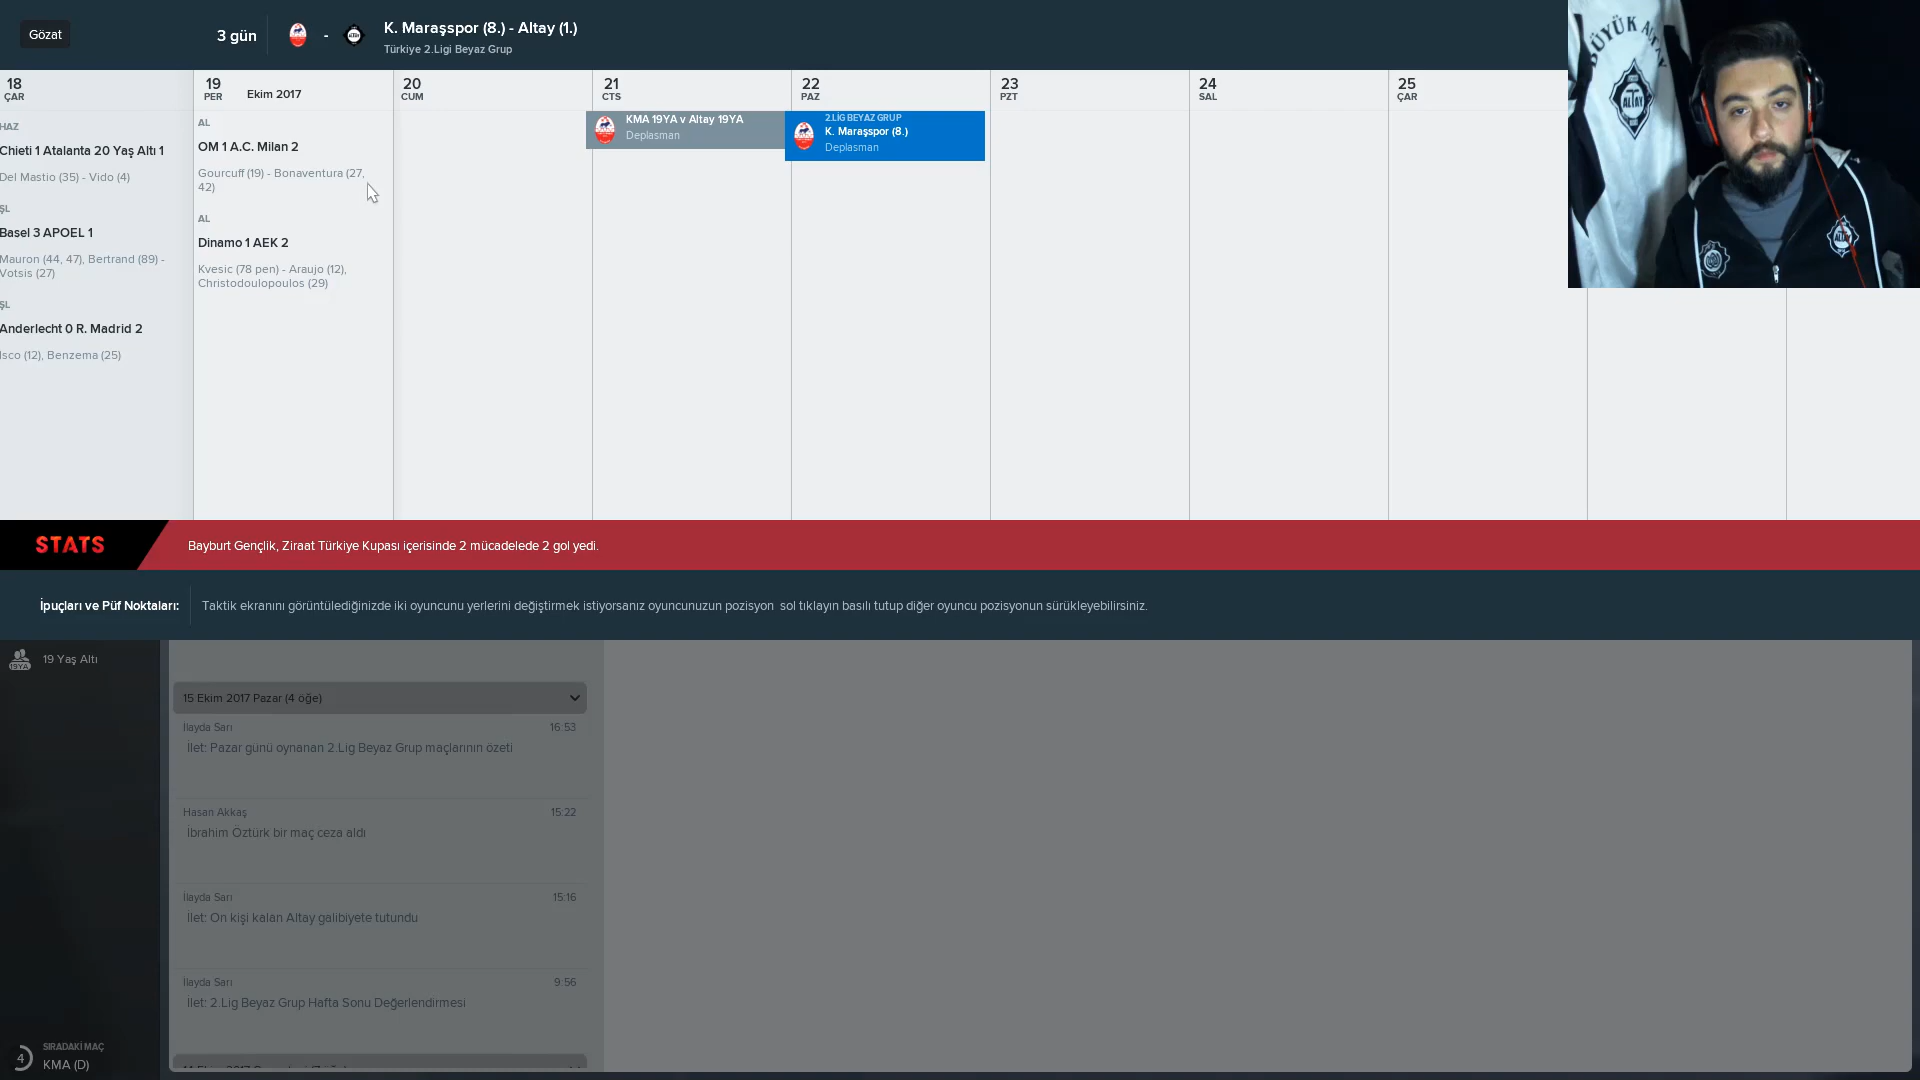 Gözat
3 gün
-
K. Maraşspor (8.) - Altay (1.)
Türkiye 2.Ligi Beyaz Grup
BÜYÜK ALTAY
ALTAY
18
ÇAR
19
PER
Ekim 2017
20
CUM
21
CTS
22
PAZ
23
PZT
24
SAL
25
ÇAR
HAZ
Chieti 1 Atalanta 20 Yaş Altı 1
Del Mastio (35) - Vido (4)
ŞL
Basel 3 APOEL 1
Mauron (44, 47), Bertrand (89) -
Votsis (27)
ŞL
Anderlecht 0 R. Madrid 2
Isco (12), Benzema (25)
AL
OM 1 A.C. Milan 2
Gourcuff (19) - Bonaventura (27,
42)
AL
Dinamo 1 AEK 2
Kvesic (78 pen) - Araujo (12),
Christodoulopoulos (29)
KMA 19YA v Altay 19YA
Deplasman
2.LİG BEYAZ GRUP
K. Maraşspor (8.)
Deplasman
STATS
Bayburt Gençlik, Ziraat Türkiye Kupası içerisinde 2 mücadelede 2 gol yedi.
İpuçları ve Püf Noktaları:
Taktik ekranını görüntülediğinizde iki oyuncunu yerlerini değiştirmek istiyorsanız oyuncunuzun pozisyon  sol tıklayın basılı tutup diğer oyuncu pozisyonun sürükleyebilirsiniz.
19YA
19 Yaş Altı
15 Ekim 2017 Pazar (4 öğe)
İlayda Sarı
16:53
İlet: Pazar günü oynanan 2.Lig Beyaz Grup maçlarının özeti
Hasan Akkaş
15:22
İbrahim Öztürk bir maç ceza aldı
İlayda Sarı
15:16
İlet: On kişi kalan Altay galibiyete tutundu
İlayda Sarı
9:56
İlet: 2.Lig Beyaz Grup Hafta Sonu Değerlendirmesi
4
SIRADAKİ MAÇ
KMA (D)